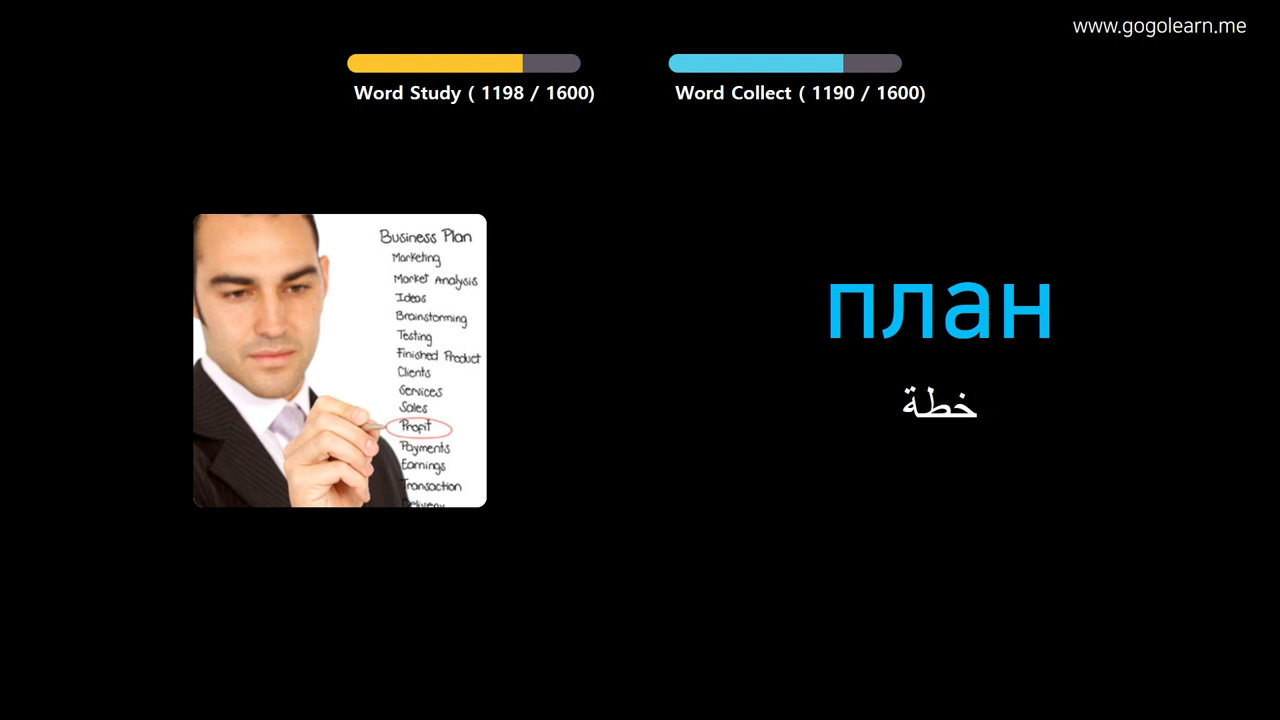 www.gogolearn.me
Word Study ( 1198 / 1600)
Word Collect ( 1190 / 1600)
Business Plan
Marketing
Market Analysis
Ideas
Brainstorming
Testing
Finished Product
Clients
Services
Sales
Profit
Payments
Earnings
Transaction
Delivery
план
خطة